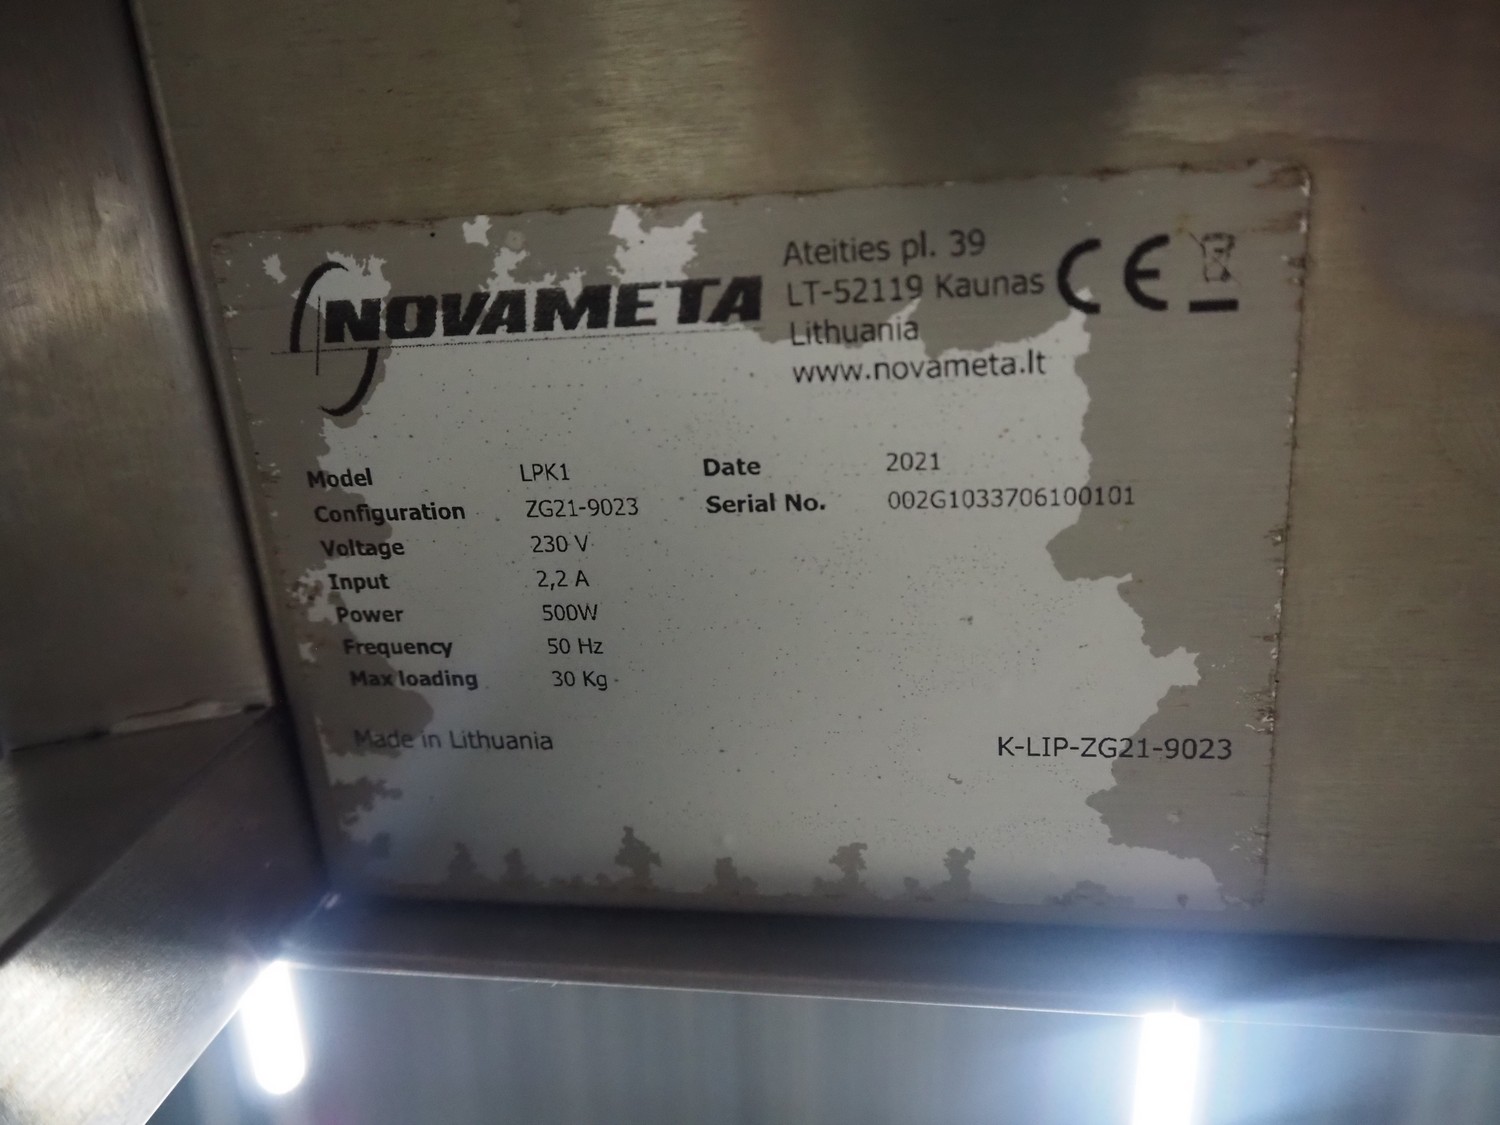 NOVAMETA
Ateities pl. 39
LT-52119 Kaunas
Lithuania
www.novameta.lt
CE
Model LPK1 Date 2021
Configuration ZG21-9023 Serial No. 002G1033706100101
Voltage 230 V
Input 2,2 A
Power 500W
Frequency 50 Hz
Max loading 30 Kg
Made in Lithuania K-LIP-ZG21-9023